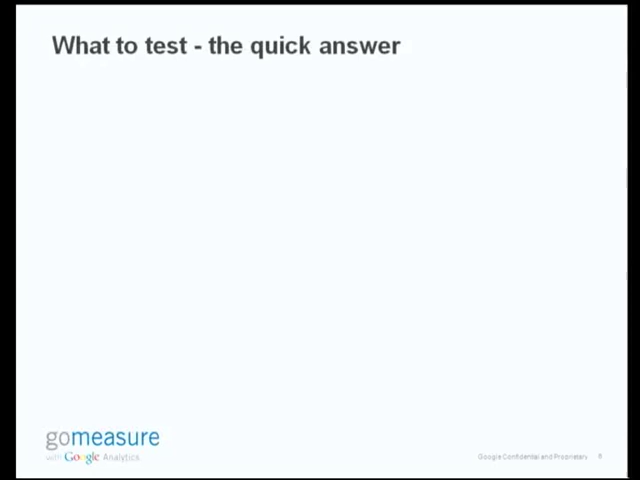 What to test - the quick answer
gomeasure
with Google Analytics
Google Confidential and Proprietary